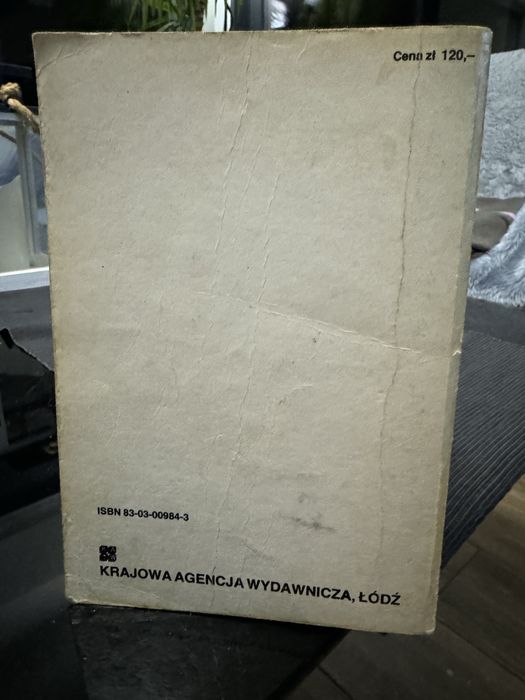 Cena zł 120,—
ISBN 83-03-00984-3
KRAJOWA AGENCJA WYDAWNICZA, ŁÓDŹ